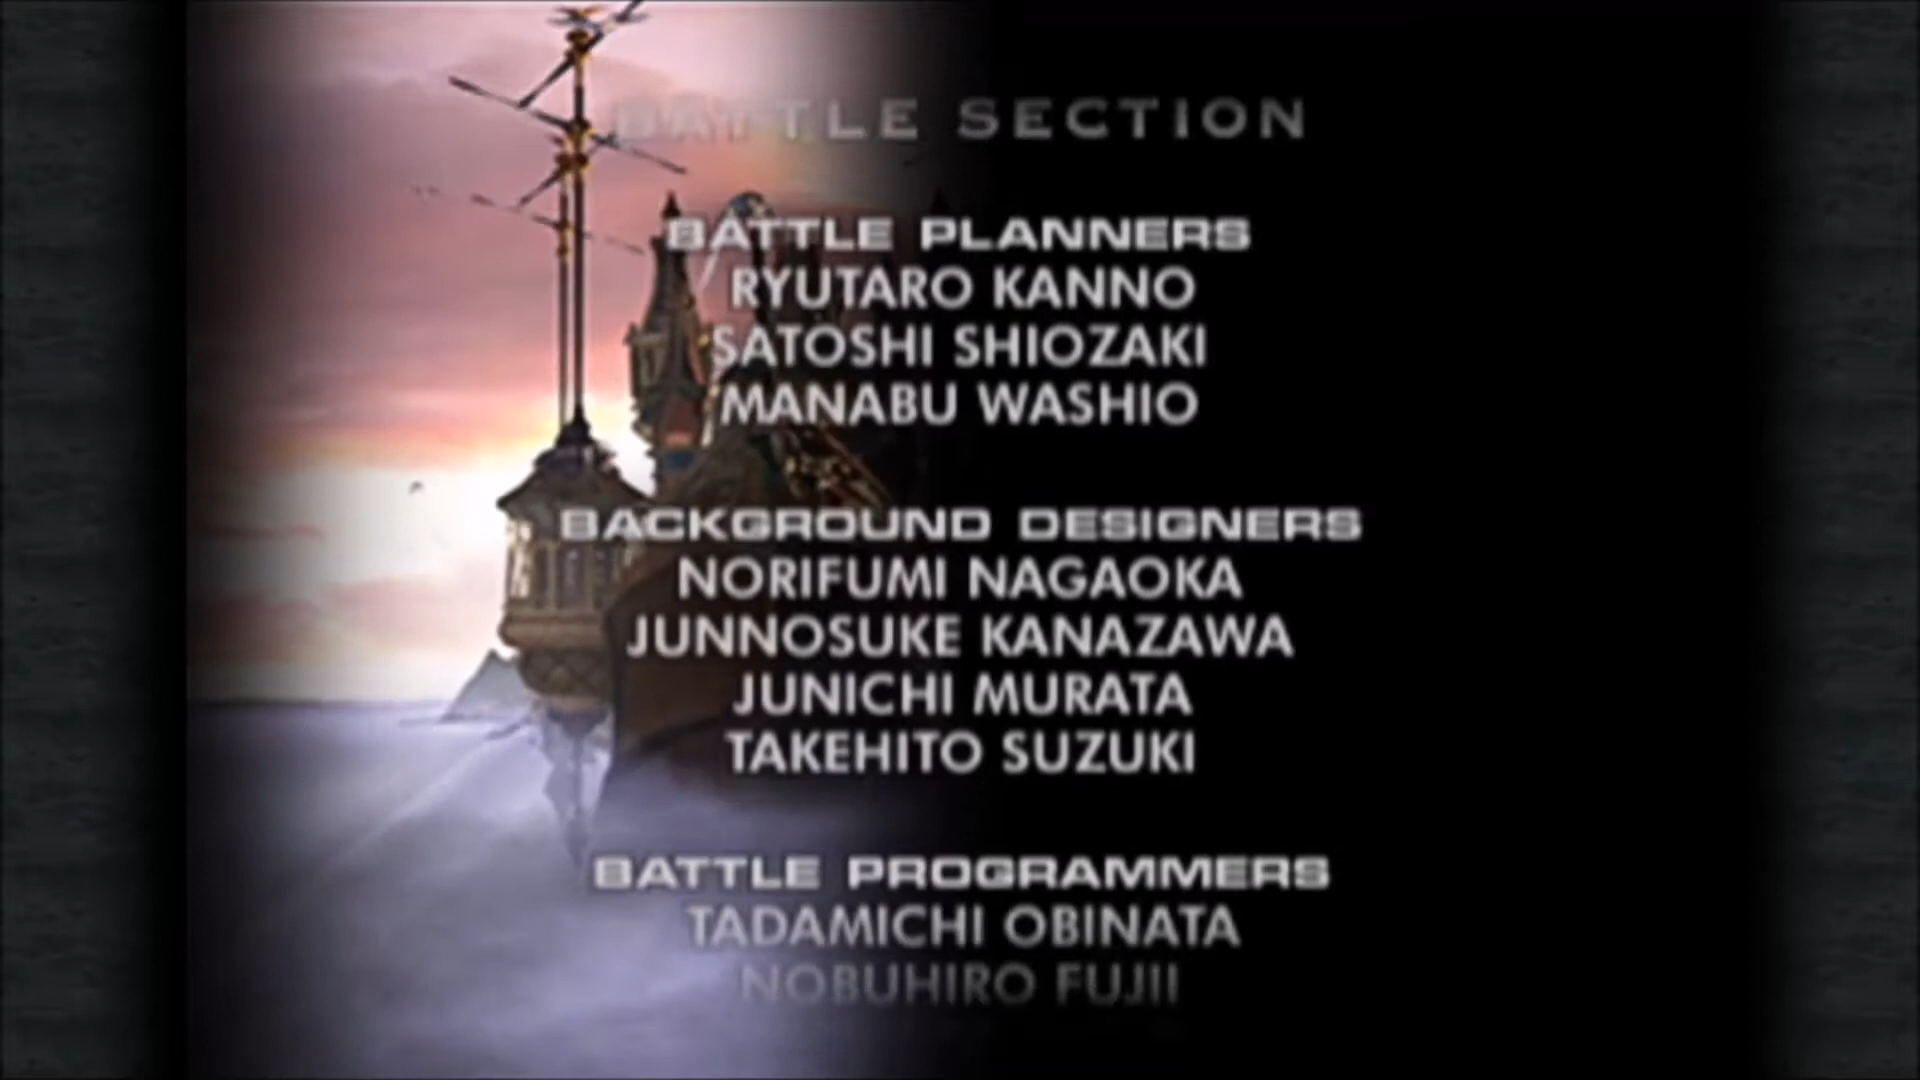 BATTLE SECTION
BATTLE PLANNERS
RYUTARO KANNO
SATOSHI SHIOZAKI
MANABU WASHIO
BACKGROUND DESIGNERS
NORIFUMI NAGAOKA
JUNNOSUKE KANAZAWA
JUNICHI MURATA
TAKEHITO SUZUKI
BATTLE PROGRAMMERS
TADAMICHI OBINATA
NOBUHIRO FUJII